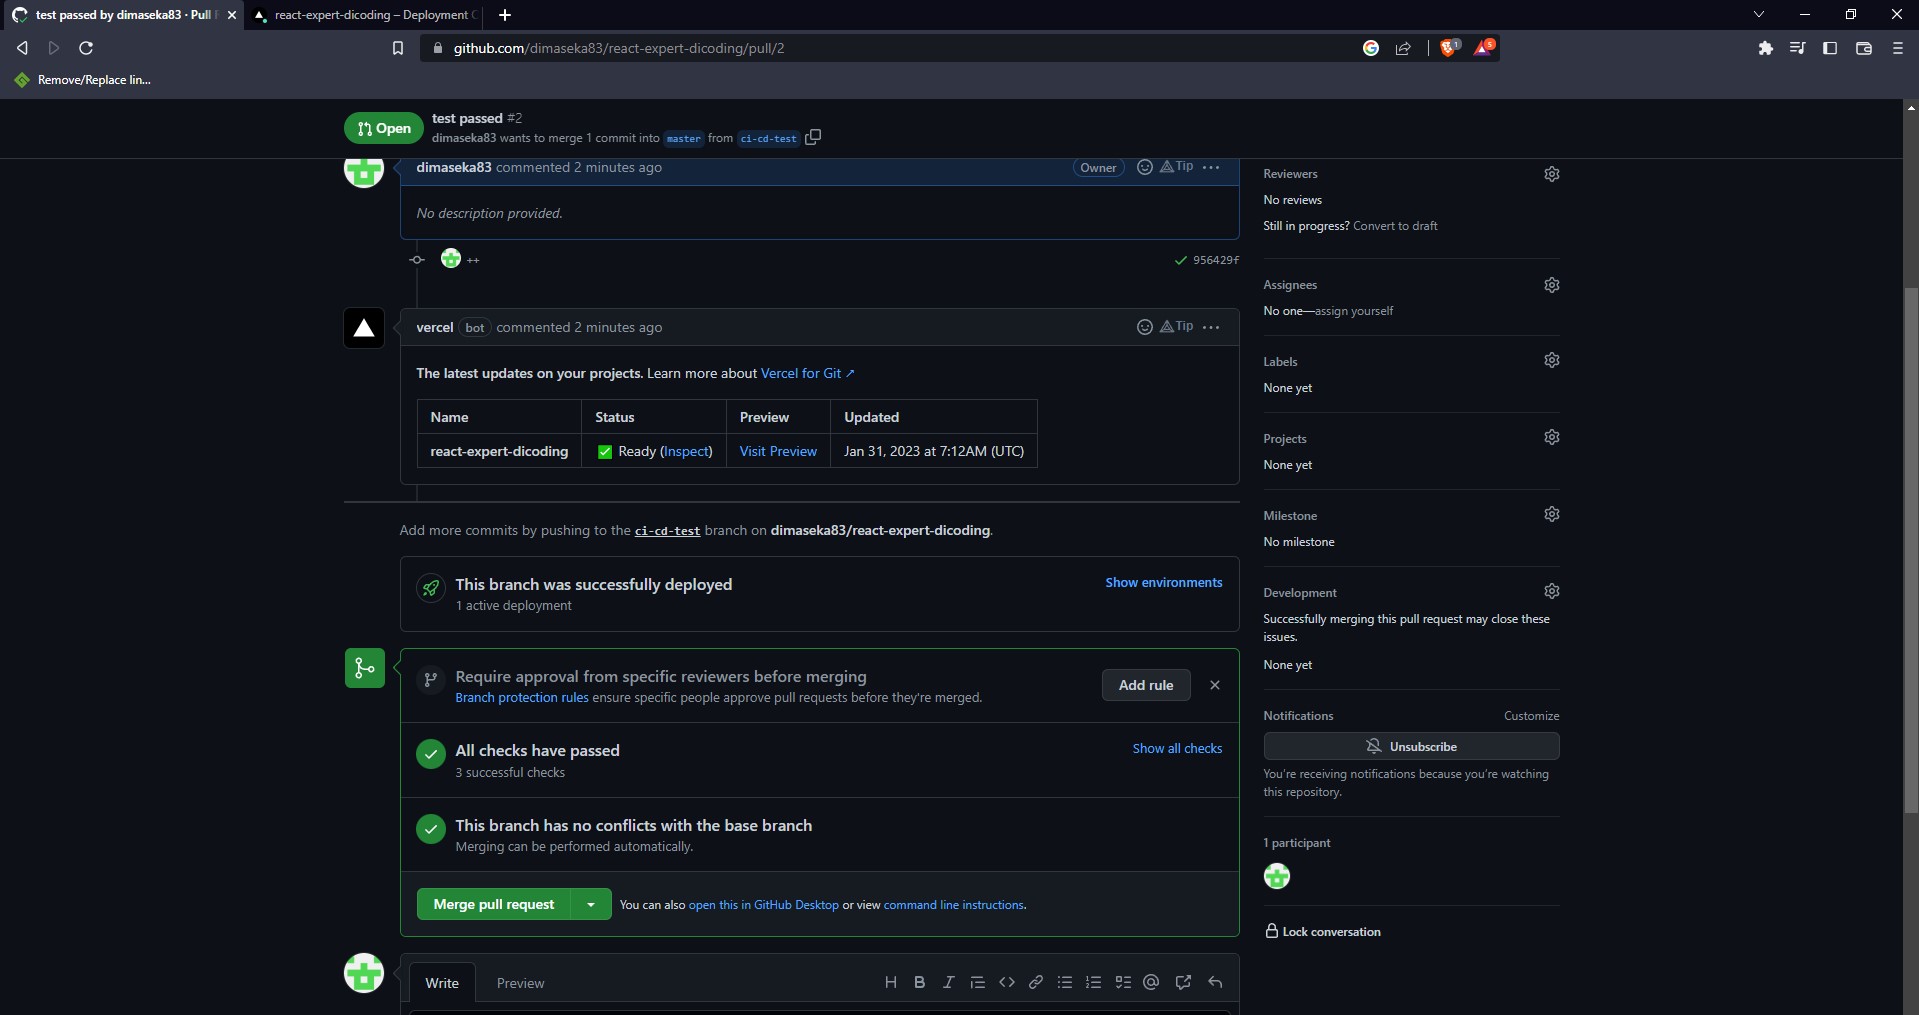 test passed by dimaseka83 · Pull
react-expert-dicoding – Deployment
github.com/dimaseka83/react-expert-dicoding/pull/2
1
5
Remove/Replace lin...
Open
test passed #2
dimaseka83 wants to merge 1 commit into master from ci-cd-test
dimaseka83 commented 2 minutes ago
Owner
Tip
No description provided.
++
956429f
vercel bot commented 2 minutes ago
Tip
The latest updates on your projects. Learn more about Vercel for Git ↗
Name Status Preview Updated
react-expert-dicoding ✅ Ready (Inspect) Visit Preview Jan 31, 2023 at 7:12AM (UTC)
Add more commits by pushing to the ci-cd-test branch on dimaseka83/react-expert-dicoding.
This branch was successfully deployed
1 active deployment
Show environments
Require approval from specific reviewers before merging
Branch protection rules ensure specific people approve pull requests before they're merged.
Add rule
All checks have passed
3 successful checks
Show all checks
This branch has no conflicts with the base branch
Merging can be performed automatically.
Merge pull request
You can also open this in GitHub Desktop or view command line instructions.
Write
Preview
Reviewers
No reviews
Still in progress? Convert to draft
Assignees
No one—assign yourself
Labels
None yet
Projects
None yet
Milestone
No milestone
Development
Successfully merging this pull request may close these
issues.
None yet
Notifications
Customize
Unsubscribe
You're receiving notifications because you're watching
this repository.
1 participant
Lock conversation